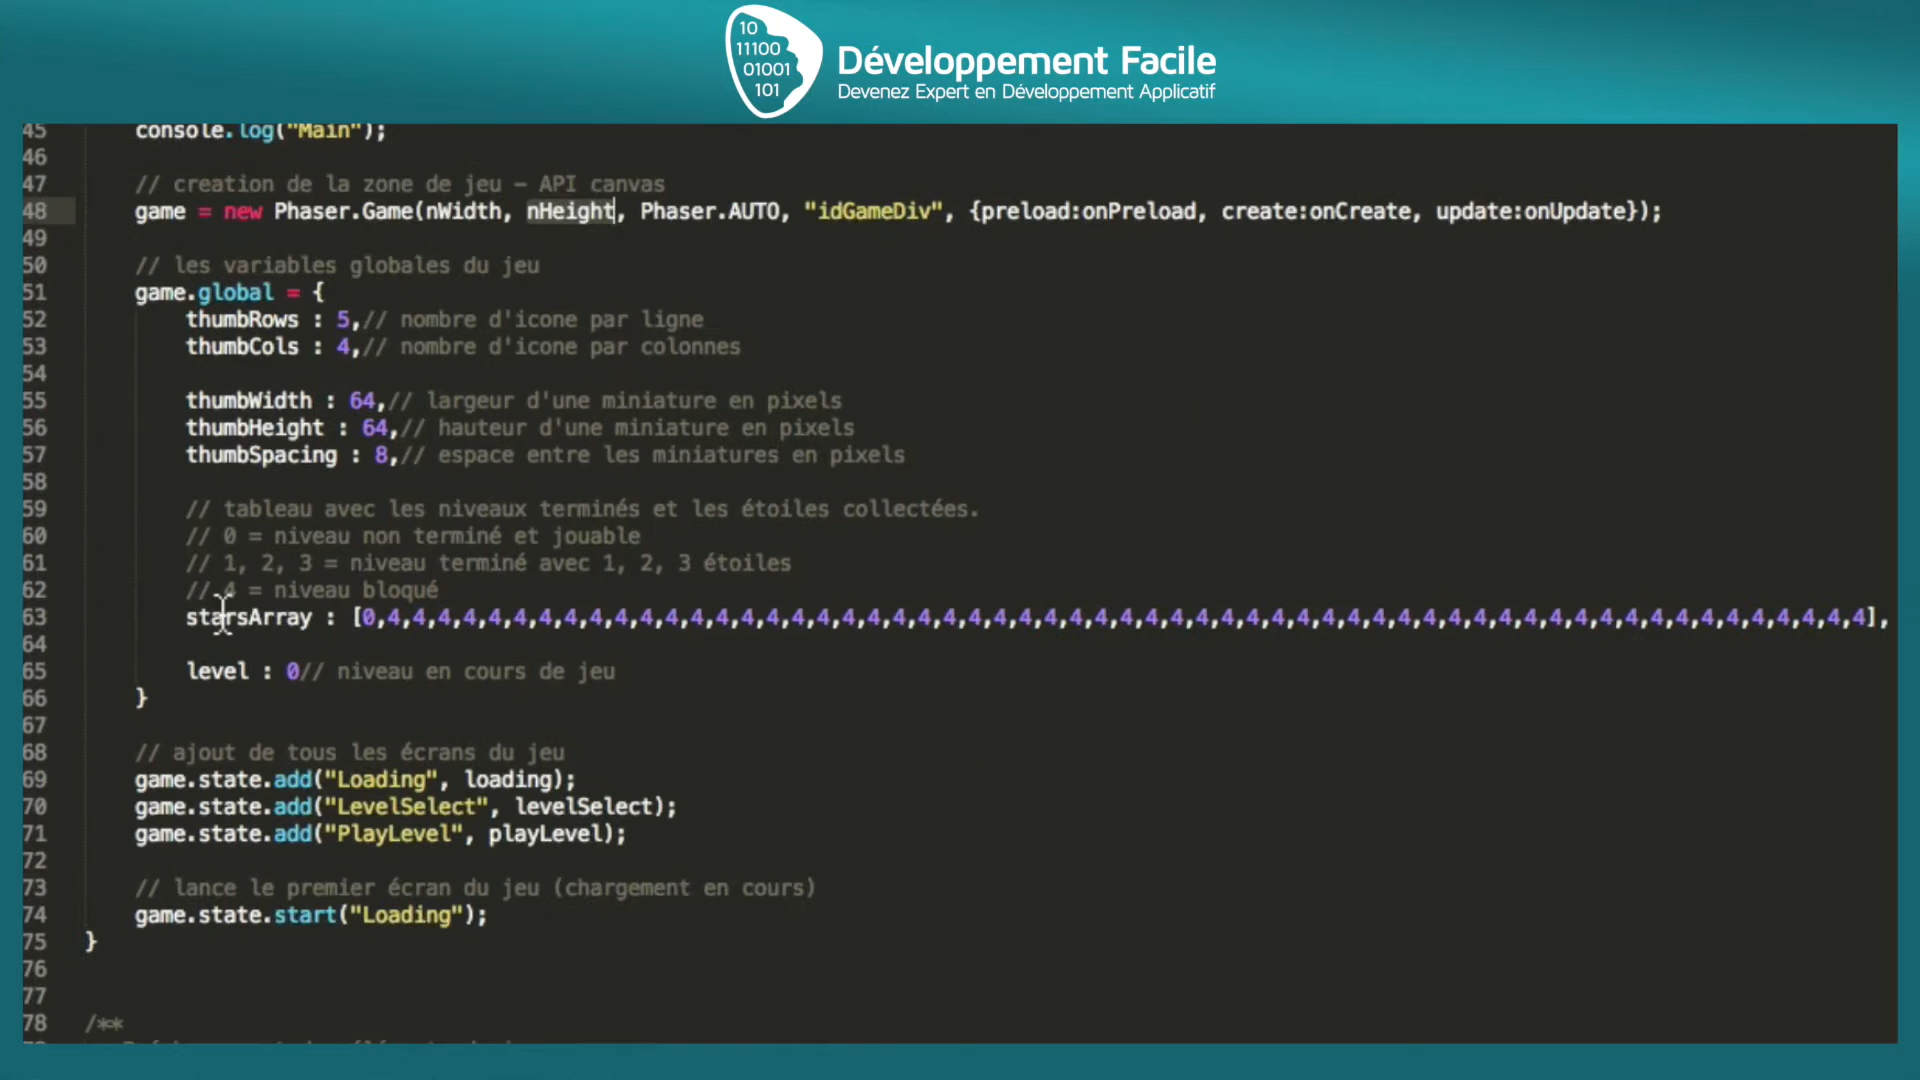 10
11100
01001
101
Développement Facile
Devenez Expert en Développement Applicatif
45 console.log("Main");
46
47 // creation de la zone de jeu – API canvas
48 game = new Phaser.Game(nWidth, nHeight, Phaser.AUTO, "idGameDiv", {preload:onPreload, create:onCreate, update:onUpdate});
49
50 // les variables globales du jeu
51 game.global = {
52 thumbRows : 5,// nombre d'icone par ligne
53 thumbCols : 4,// nombre d'icone par colonnes
54
55 thumbWidth : 64,// largeur d'une miniature en pixels
56 thumbHeight : 64,// hauteur d'une miniature en pixels
57 thumbSpacing : 8,// espace entre les miniatures en pixels
58
59 // tableau avec les niveaux terminés et les étoiles collectées.
60 // 0 = niveau non terminé et jouable
61 // 1, 2, 3 = niveau terminé avec 1, 2, 3 étoiles
62 // 4 = niveau bloqué
63 starsArray : [0,4,4,4,4,4,4,4,4,4,4,4,4,4,4,4,4,4,4,4,4,4,4,4,4,4,4,4,4,4,4,4,4,4,4,4,4,4,4,4,4,4,4,4,4,4,4,4,4,4,4,4,4,4,4,4,4,4,4,4],
64
65 level : 0// niveau en cours de jeu
66 }
67
68 // ajout de tous les écrans du jeu
69 game.state.add("Loading", loading);
70 game.state.add("LevelSelect", levelSelect);
71 game.state.add("PlayLevel", playLevel);
72
73 // lance le premier écran du jeu (chargement en cours)
74 game.state.start("Loading");
75 }
76
77
78 /**